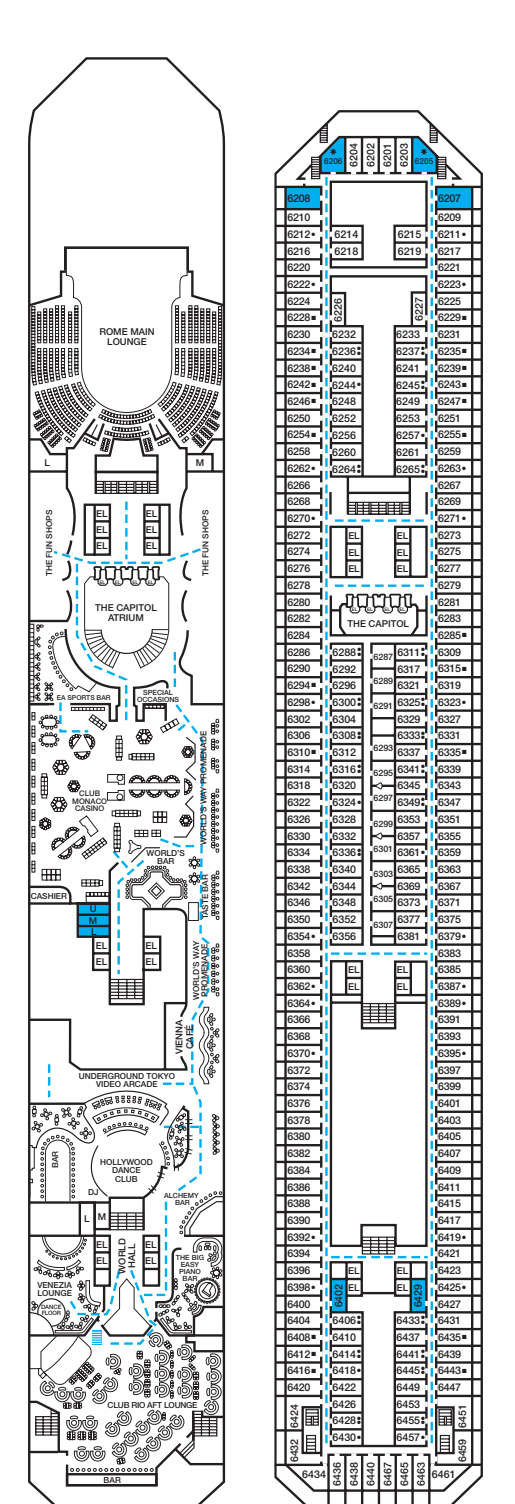 ROME MAIN
LOUNGE
L
M
EL EL
EL EL
EL EL
THE FUN SHOPS
THE FUN SHOPS
EL EL EL EL
THE CAPITOL
ATRIUM
EA SPORTS BAR
SPECIAL
OCCASIONS
CLUB
MONACO
CASINO
WORLD'S WAY PROMENADE
WORLD'S
BAR
TASTE BAR
CASHIER
U
M
L
EL EL
EL EL
WORLD'S WAY
PROMENADE
VIENNA
CAFÉ
UNDERGROUND TOKYO
VIDEO ARCADE
BAR
HOLLYWOOD
DANCE
CLUB
DJ
ALCHEMY
BAR
L M
EL EL
EL EL
WORLD
HALL
THE BIG
EASY
PIANO
BAR
VENEZIA
LOUNGE
DANCE
FLOOR
CLUB RIO AFT LOUNGE
BAR
6206 6204 6202 6201 6203 6205
6208 6207
6210 6209
6212 6214 6215 6211
6216 6218 6219 6217
6220 6221
6222 6223
6224 6226 6227 6225
6228 6229
6230 6232 6233 6231
6234 6236 6237 6235
6238 6240 6241 6239
6242 6244 6245 6243
6246 6248 6249 6247
6250 6252 6253 6251
6254 6256 6257 6255
6258 6260 6261 6259
6262 6264 6265 6263
6266 6267
6268 6269
6270 6271
6272 EL EL 6273
6274 EL EL 6275
6276 EL EL 6277
6278 6279
6280 EL EL EL EL 6281
6282 THE CAPITOL 6283
6284 6285
6286 6288 6287 6311 6309
6290 6292 6317 6315
6294 6296 6289 6321 6319
6298 6300 6291 6325 6323
6302 6304 6329 6327
6306 6308 6333 6331
6310 6312 6293 6337 6335
6314 6316 6295 6341 6339
6318 6320 6345 6343
6322 6324 6297 6349 6347
6326 6328 6353 6351
6330 6332 6299 6357 6355
6334 6336 6301 6361 6359
6338 6340 6303 6365 6363
6342 6344 6369 6367
6346 6348 6305 6373 6371
6350 6352 6307 6377 6375
6354 6356 6381 6379
6358 6383
6360 EL EL 6385
6362 EL EL 6387
6364 6389
6366 6391
6368 6393
6370 6395
6372 6397
6374 6399
6376 6401
6378 6403
6380 6405
6382 6407
6384 6409
6386 6411
6388 6415
6390 6417
6392 6419
6394 6421
6396 EL EL 6423
6398 6402 EL EL 6429 6425
6400 6427
6404 6406 6433 6431
6408 6410 6437 6435
6412 6414 6441 6439
6416 6418 6445 6443
6420 6422 6449 6447
6424 6426 6453 6451
6428 6455
6432 6430 6457 6459
6434 6436 6438 6440 6467 6465 6463 6461